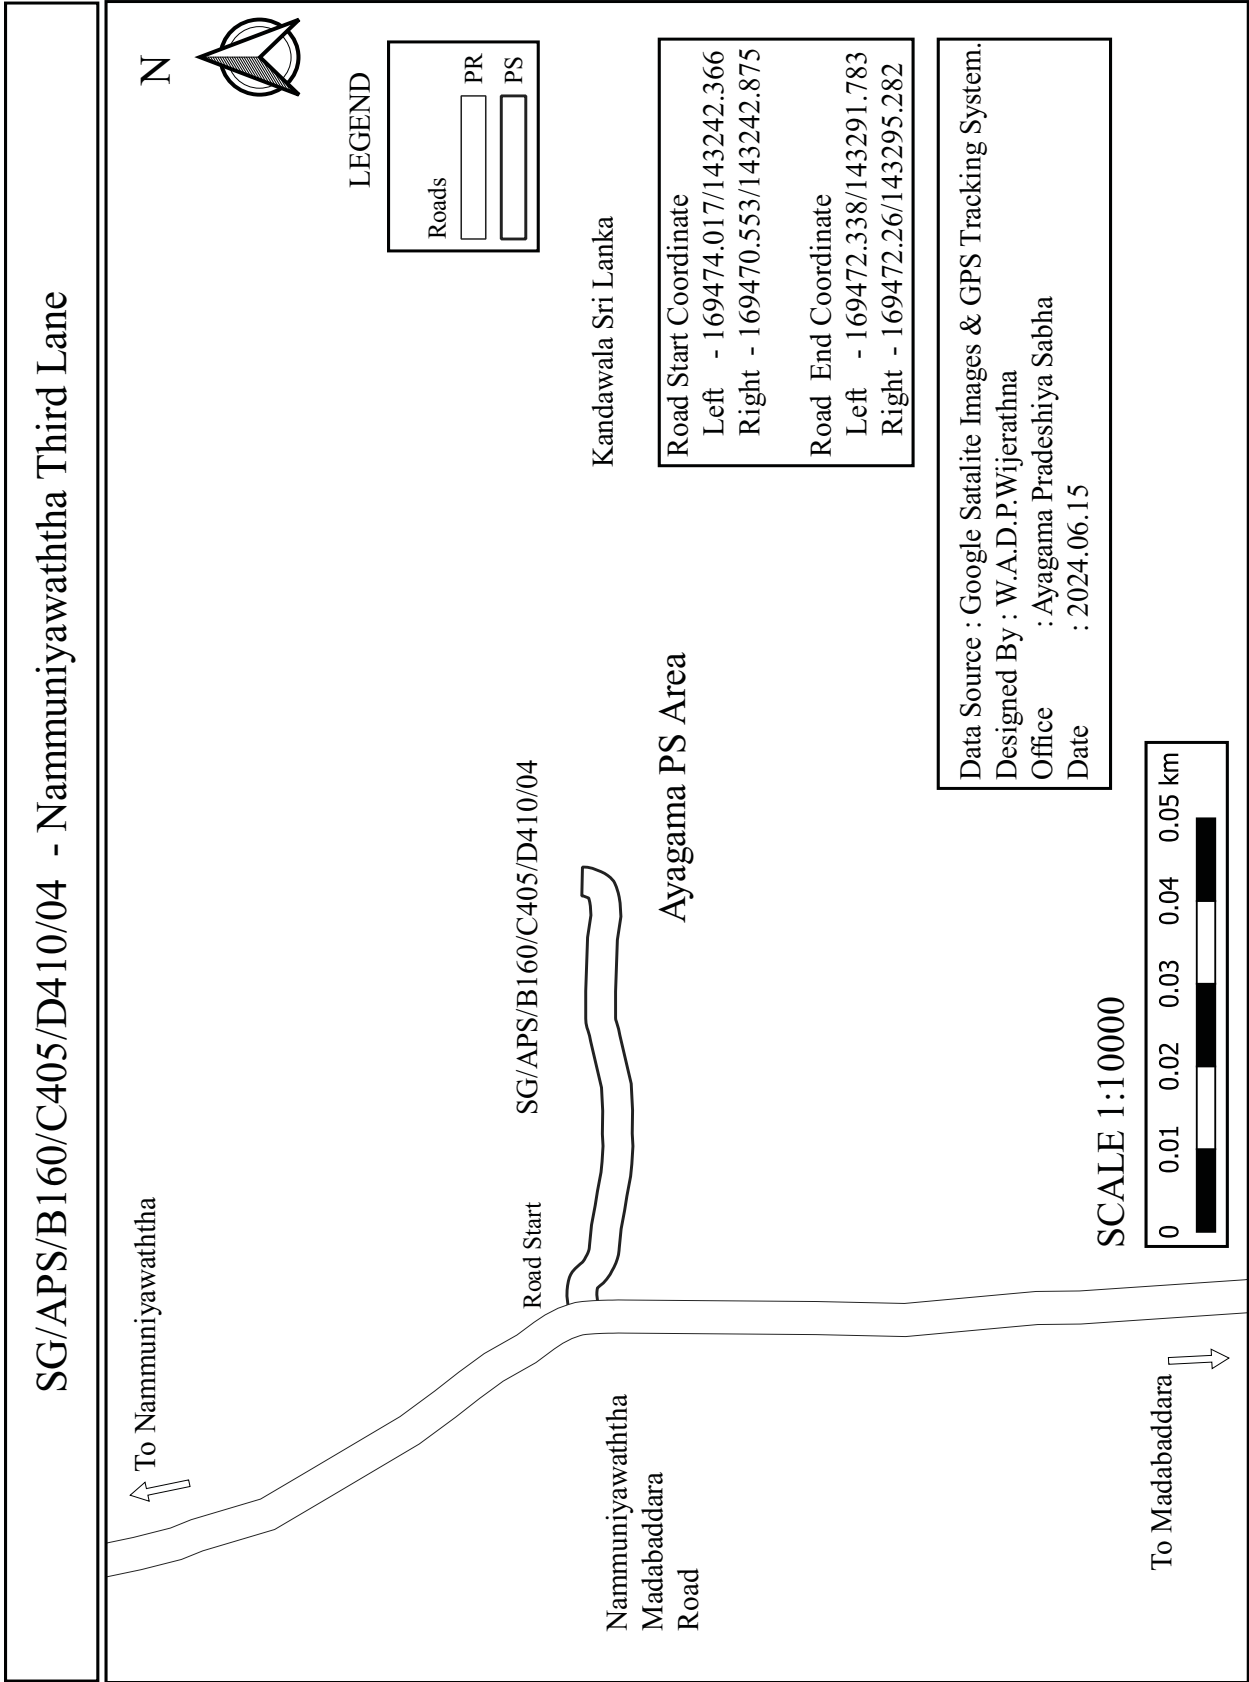 SG/APS/B160/C405/D410/04 - Nammuniyawaththa Third Lane
N
To Nammuniyawaththa
LEGEND
Roads
PR
PS
Road Start
SG/APS/B160/C405/D410/04
Kandawala Sri Lanka
Nammuniyawaththa
Madabaddara
Road
Ayagama PS Area
Road Start Coordinate
Left - 169474.017/143242.366
Right - 169470.553/143242.875
Road End Coordinate
Left - 169472.338/143291.783
Right - 169472.26/143295.282
Data Source : Google Satalite Images & GPS Tracking System.
Designed By : W.A.D.P.Wijerathna
Office : Ayagama Pradeshiya Sabha
Date : 2024.06.15
To Madabaddara
SCALE 1:10000
0 0.01 0.02 0.03 0.04 0.05 km